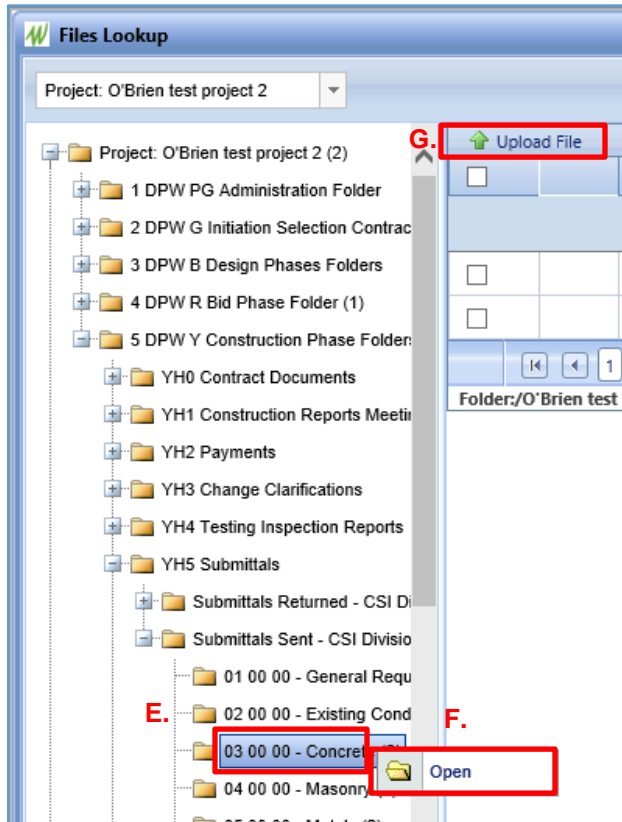 Files Lookup
Project: O'Brien test project 2
G.
Upload File
Project: O'Brien test project 2 (2)
1 DPW PG Administration Folder
2 DPW G Initiation Selection Contrac
3 DPW B Design Phases Folders
4 DPW R Bid Phase Folder (1)
5 DPW Y Construction Phase Folder
YH0 Contract Documents
1
YH1 Construction Reports Meetin
Folder:/O'Brien test
YH2 Payments
YH3 Change Clarifications
YH4 Testing Inspection Reports
YH5 Submittals
Submittals Returned - CSI Di
Submittals Sent - CSI Divisio
01 00 00 - General Requ
E.
02 00 00 - Existing Cond
F.
03 00 00 - Concrete
Open
04 00 00 - Masonry